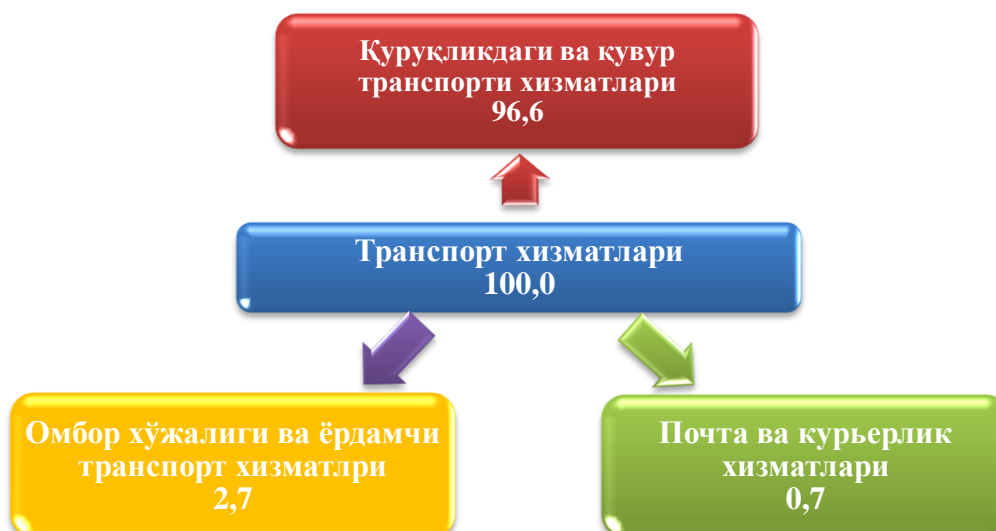 Қуруқликдаги ва қувур
транспорти хизматлари
96,6
Транспорт хизматлари
100,0
Омбор хўжалиги ва ёрдамчи
транспорт хизматлри
2,7
Почта ва курьерлик
хизматлари
0,7